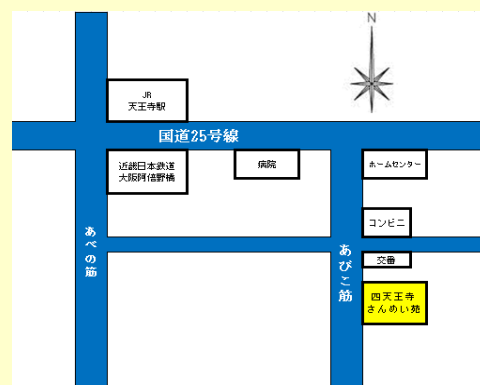 N
JR
天王寺駅
国道25号線
近畿日本鉄道
大阪阿倍野橋
病院
ホームセンター
コンビニ
あべの筋
あびこ筋
交番
四天王寺
さんめい苑